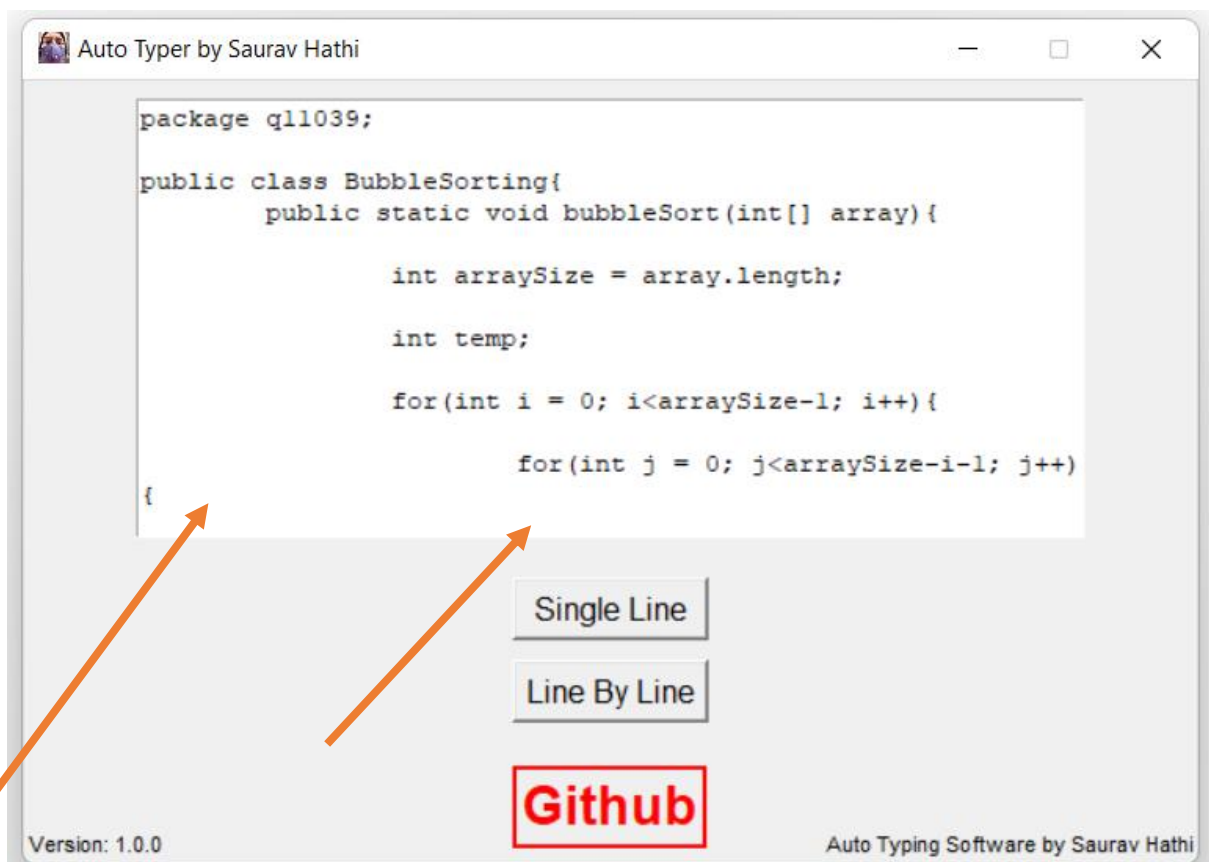 Auto Typer by Saurav Hathi
package q11039;
public class BubbleSorting{
public static void bubbleSort(int[] array){
int arraySize = array.length;
int temp;
for(int i = 0; i<arraySize-1; i++){
for(int j = 0; j<arraySize-i-1; j++)
{
Single Line
Line By Line
Github
Version: 1.0.0
Auto Typing Software by Saurav Hathi